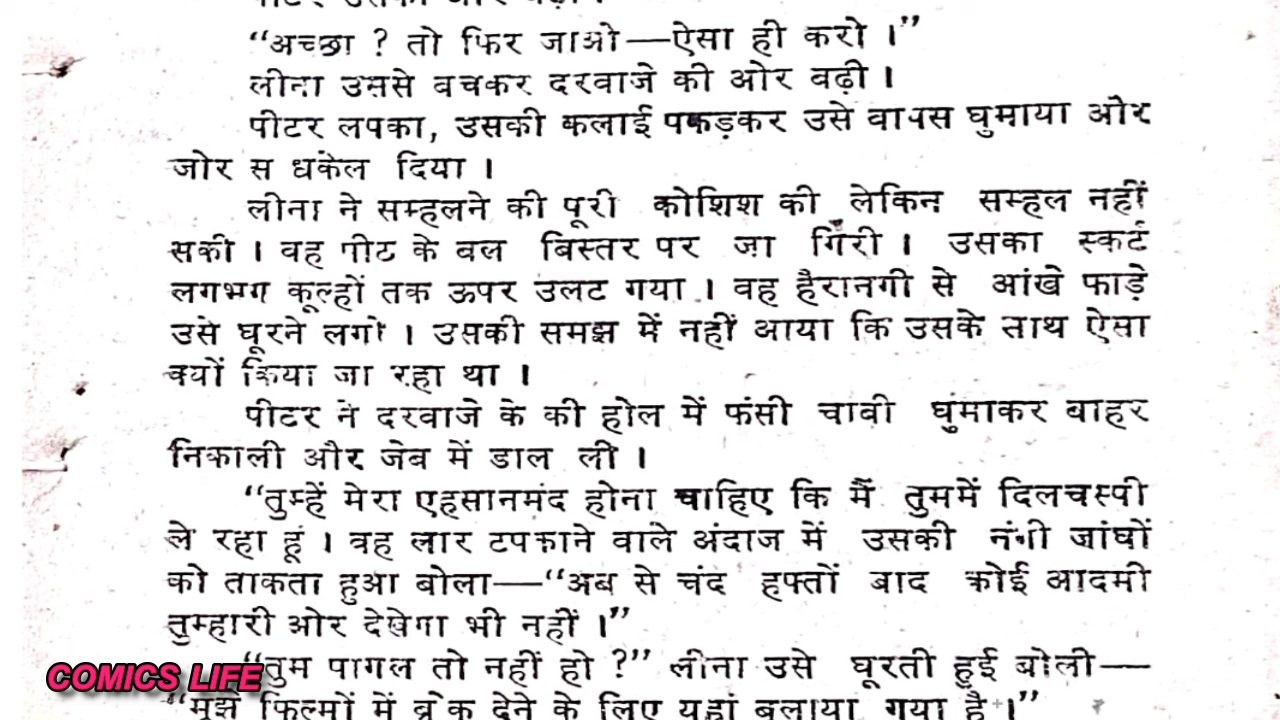 “अच्छा ? तो फिर जाओ—ऐसा ही करो ।”
लीना उससे बचकर दरवाजे की ओर बढ़ी ।
पीटर लपका, उसकी कलाई पकड़कर उसे वापस घुमाया और
जोर स धकेल दिया ।
लीना ने सम्हलने की पूरी कोशिश की लेकिन सम्हल नहीं
सकी । वह पीठ के बल बिस्तर पर जा गिरी । उसका स्कर्ट
लगभग कूल्हों तक ऊपर उलट गया । वह हैरानगी से आंखे फाड़े
उसे घूरने लगी । उसकी समझ में नहीं आया कि उसके साथ ऐसा
क्यों किया जा रहा था ।
पीटर ने दरवाजे के की होल में फंसी चाबी घुंमाकर बाहर
निकाली और जेब में डाल ली ।
“तुम्हें मेरा एहसानमंद होना चाहिए कि मैं तुममें दिलचस्पी
ले रहा हूं । वह लार टपकाने वाले अंदाज में उसकी नंगी जांघों
को ताकता हुआ बोला—“अब से चंद हफ्तों बाद कोई आदमी
तुम्हारी ओर देखेगा भी नहीं ।”
“तुम पागल तो नहीं हो ?” लीना उसे घूरती हुई बोली—
“मुझे फिल्मों में ब्रेक देने के लिए यहां बुलाया गया है ।”
COMICS LIFE